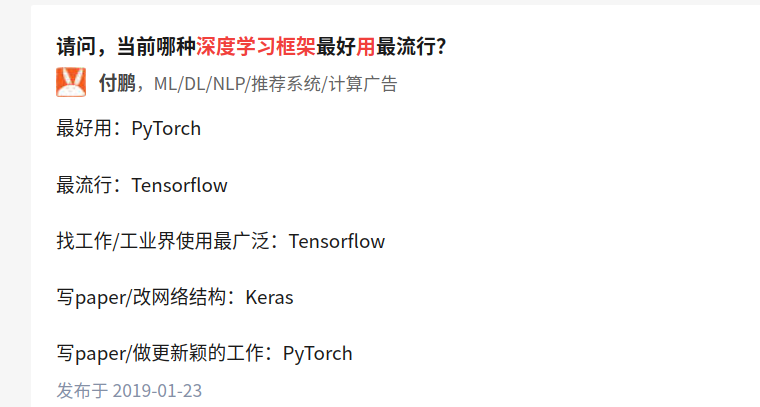 请问，当前哪种深度学习框架最好用最流行？
付鹏，ML/DL/NLP/推荐系统/计算广告
最好用：PyTorch
最流行：Tensorflow
找工作/工业界使用最广泛：Tensorflow
写paper/改网络结构：Keras
写paper/做更新颖的工作：PyTorch
发布于 2019-01-23